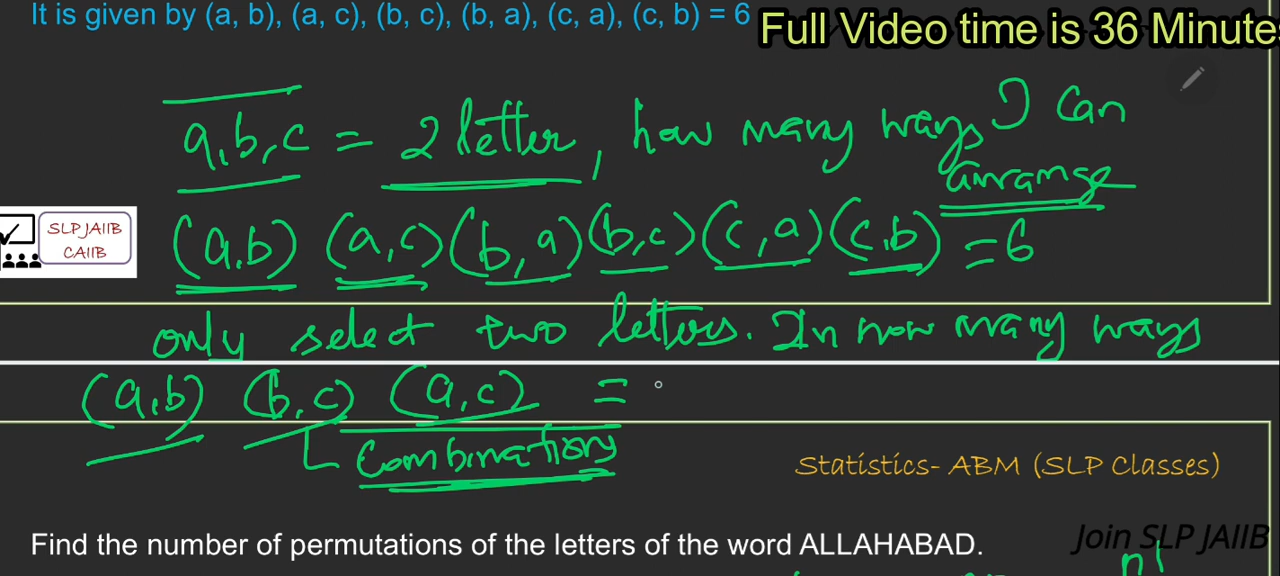 It is given by (a, b), (a, c), (b, c), (b, a), (c, a), (c, b) = 6
Full Video time is 36 Minute
a,b,c = 2 letter, how many ways I can
arrange
SLP JAIIB
CAIIB
(a,b) (a,c) (b,a) (b,c) (c,a) (c,b) = 6
only select two letters. In how many ways
(a,b) (b,c) (a,c) =
Combinations
Statistics- ABM (SLP Classes)
Find the number of permutations of the letters of the word ALLAHABAD.
Join SLP JAIIB
n!